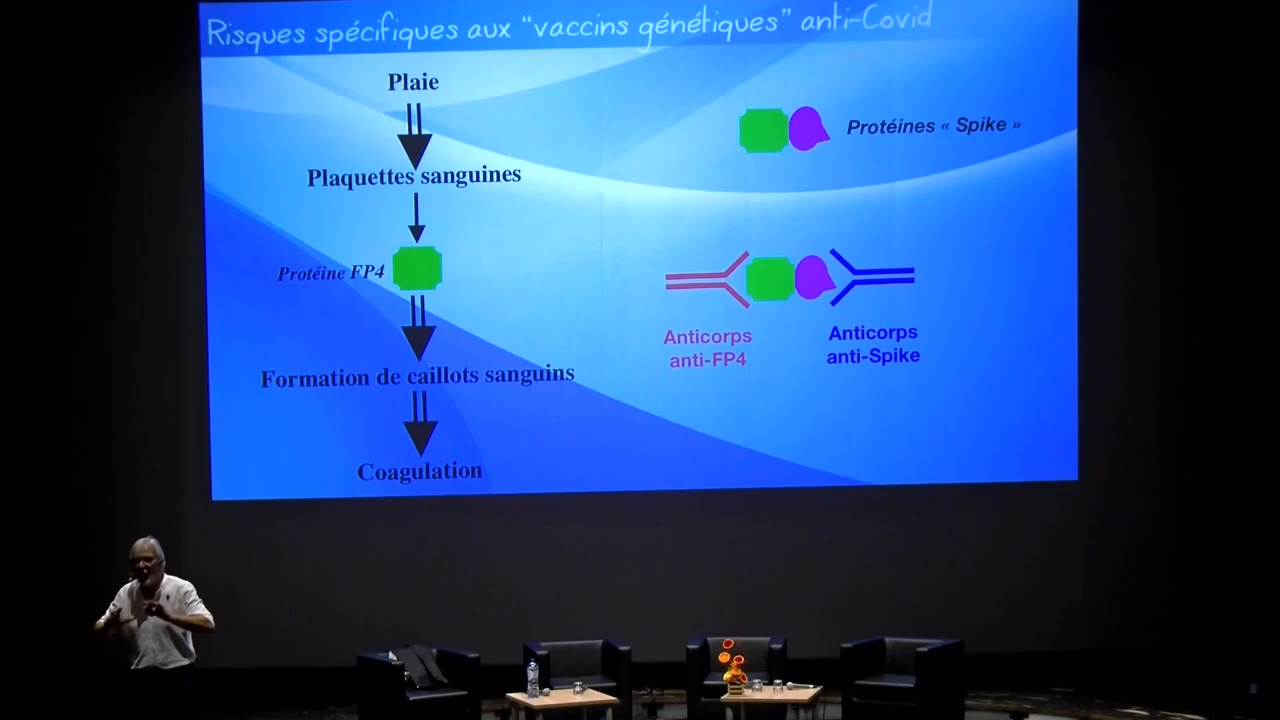 Risques spécifiques aux “vaccins génétiques” anti-Covid
Plaie
Plaquettes sanguines
Protéine FP4
Formation de caillots sanguins
Coagulation
Protéines « Spike »
Anticorps
anti-FP4
Anticorps
anti-Spike